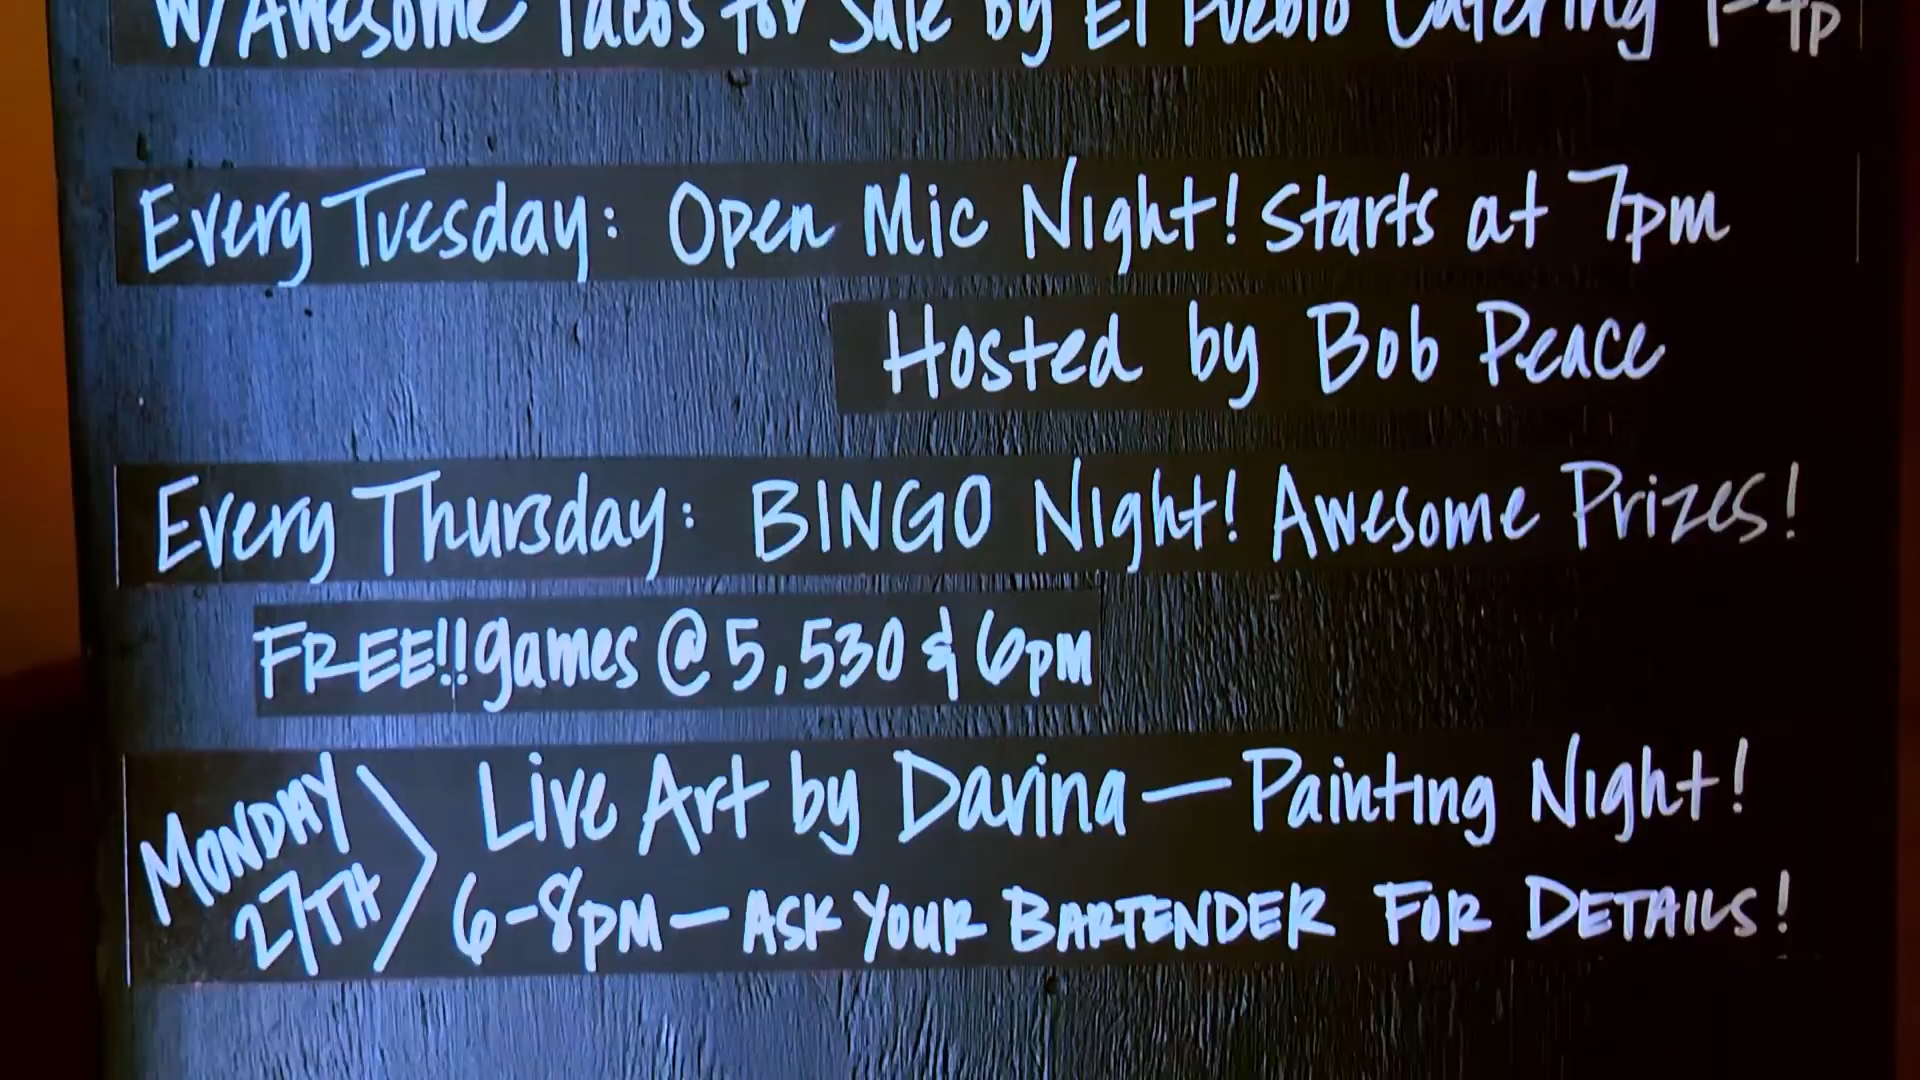 W/ Awesome Tacos for Sale by El Pueblo Catering 1-4p
Every Tuesday: Open Mic Night! Starts at 7pm
Hosted by Bob Peace
Every Thursday: BINGO Night! Awesome Prizes!
FREE!! games @ 5, 530 & 6pm
MONDAY 27TH > Live Art by Davina — Painting Night!
6-8PM — ASK YOUR BARTENDER FOR DETAILS!